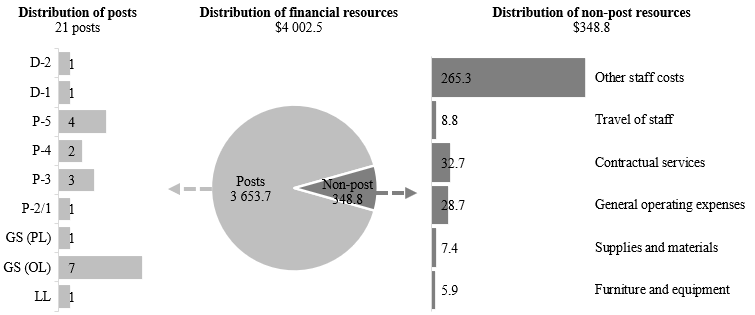 Distribution of posts
21 posts
D-2 1
D-1 1
P-5 4
P-4 2
P-3 3
P-2/1 1
GS (PL) 1
GS (OL) 7
LL 1
Distribution of financial resources
$4 002.5
Posts
3 653.7
Non-post
348.8
Distribution of non-post resources
$348.8
265.3 Other staff costs
8.8 Travel of staff
32.7 Contractual services
28.7 General operating expenses
7.4 Supplies and materials
5.9 Furniture and equipment